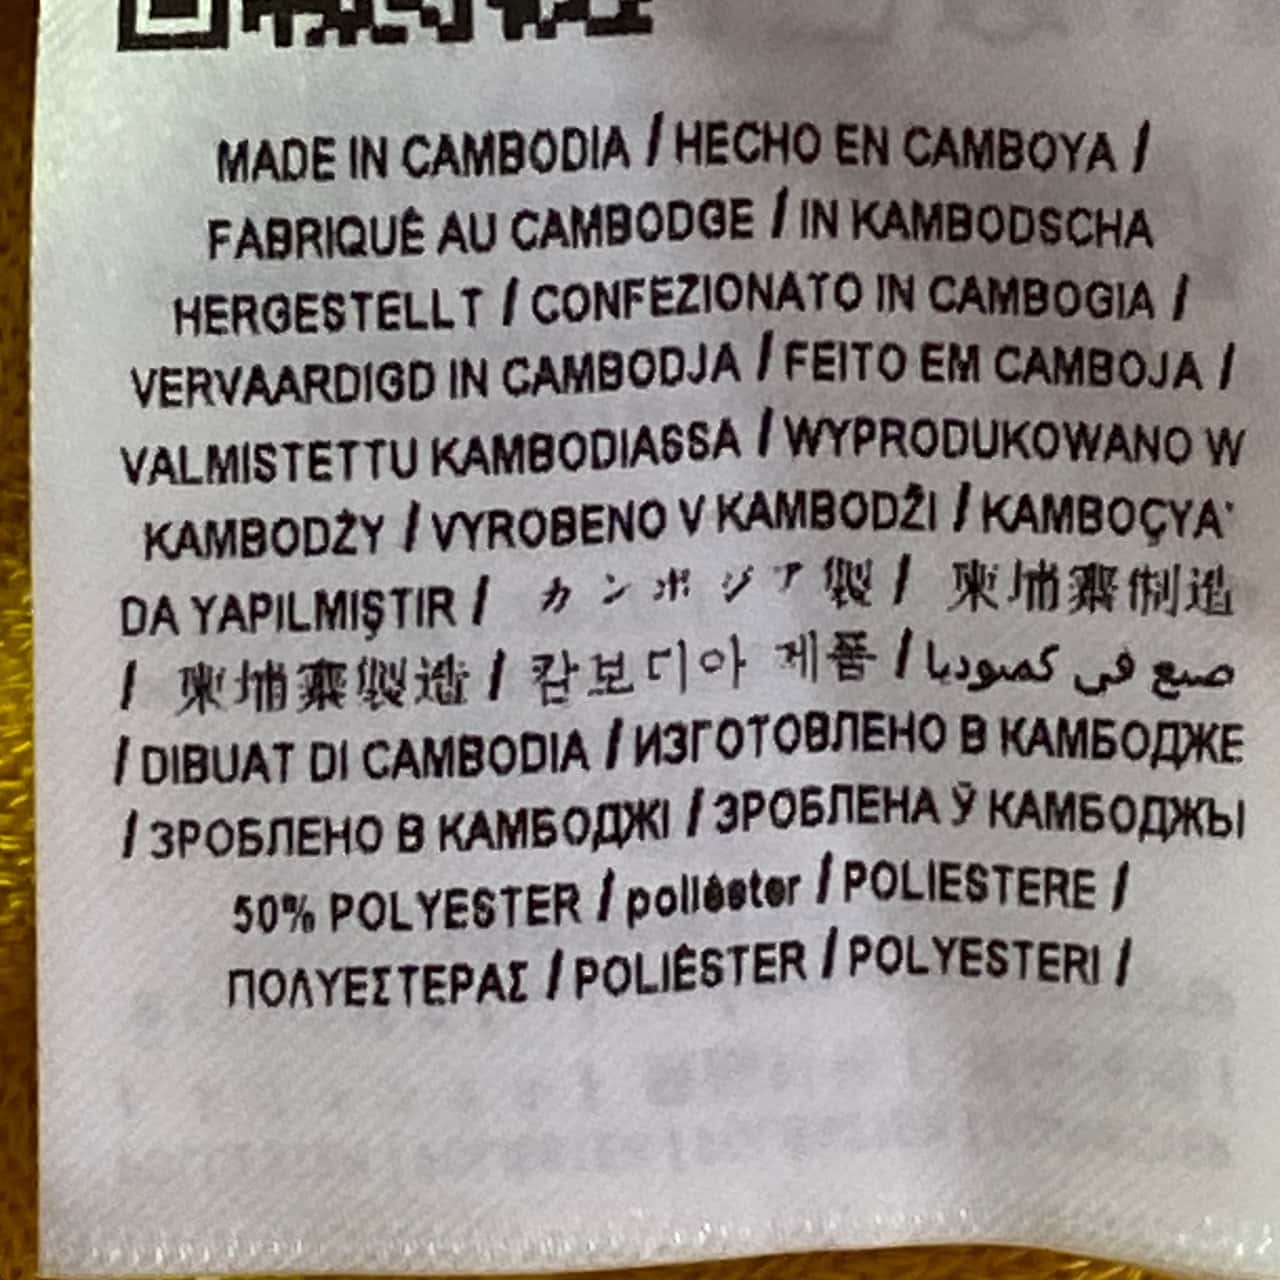 MADE IN CAMBODIA / HECHO EN CAMBOYA /
FABRIQUÉ AU CAMBODGE / IN KAMBODSCHA
HERGESTELLT / CONFEZIONATO IN CAMBOGIA /
VERVAARDIGD IN CAMBODJA / FEITO EM CAMBOJA /
VALMISTETTU KAMBODIASSA / WYPRODUKOWANO W
KAMBODŻY / VYROBENO V KAMBODŽI / KAMBOÇYA'
DA YAPILMIŞTIR / カンボジア製 / 柬埔寨制造
/ 柬埔寨製造 / 캄보디아 제품 / صنع في كمبوديا
/ DIBUAT DI CAMBODIA / ИЗГОТОВЛЕНО В КАМБОДЖЕ
/ ЗРОБЛЕНО В КАМБОДЖІ / ЗРОБЛЕНА Ў КАМБОДЖЫ
50% POLYESTER / poliéster / POLIESTERE /
ΠΟΛΥΕΣΤΕΡΑΣ / POLIÉSTER / POLYESTERI /